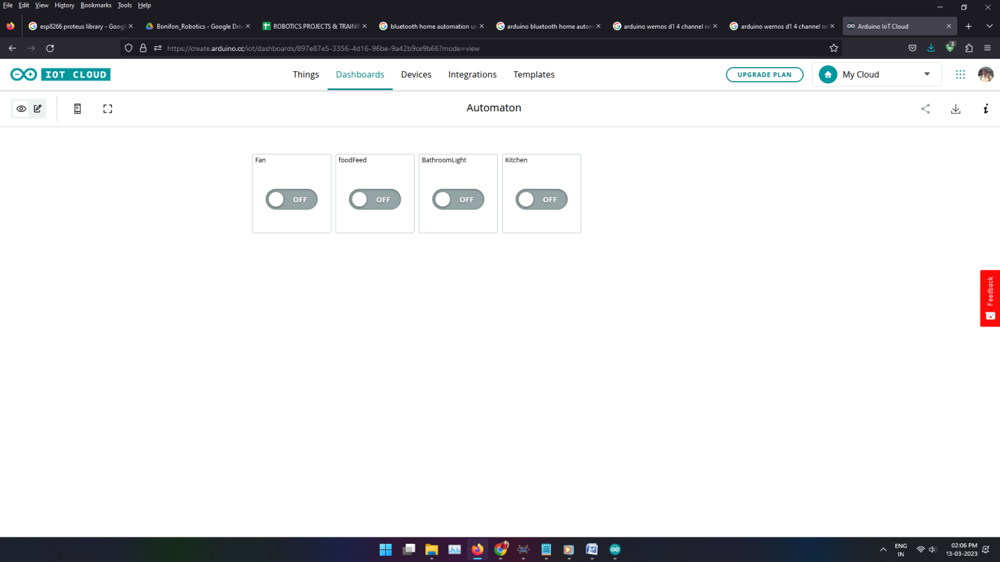 File Edit View History Bookmarks Tools Help
esp8266 proteus library - Googl
Bonifon_Robotics - Google Driv
ROBOTICS PROJECTS & TRAINI
bluetooth home automation us
arduino bluetooth home autom
arduino wemos d1 4 channel rel
arduino wemos d1 4 channel rel
Arduino IoT Cloud
https://create.arduino.cc/iot/dashboards/897e87e5-3356-4d16-96be-9a42b9ce9b66?mode=view
3
IOT CLOUD
Things Dashboards Devices Integrations Templates
UPGRADE PLAN
My Cloud
Automaton
i
Fan foodFeed BathroomLight Kitchen
OFF OFF OFF OFF
Feedback
ENG
IN
02:06 PM
13-03-2023